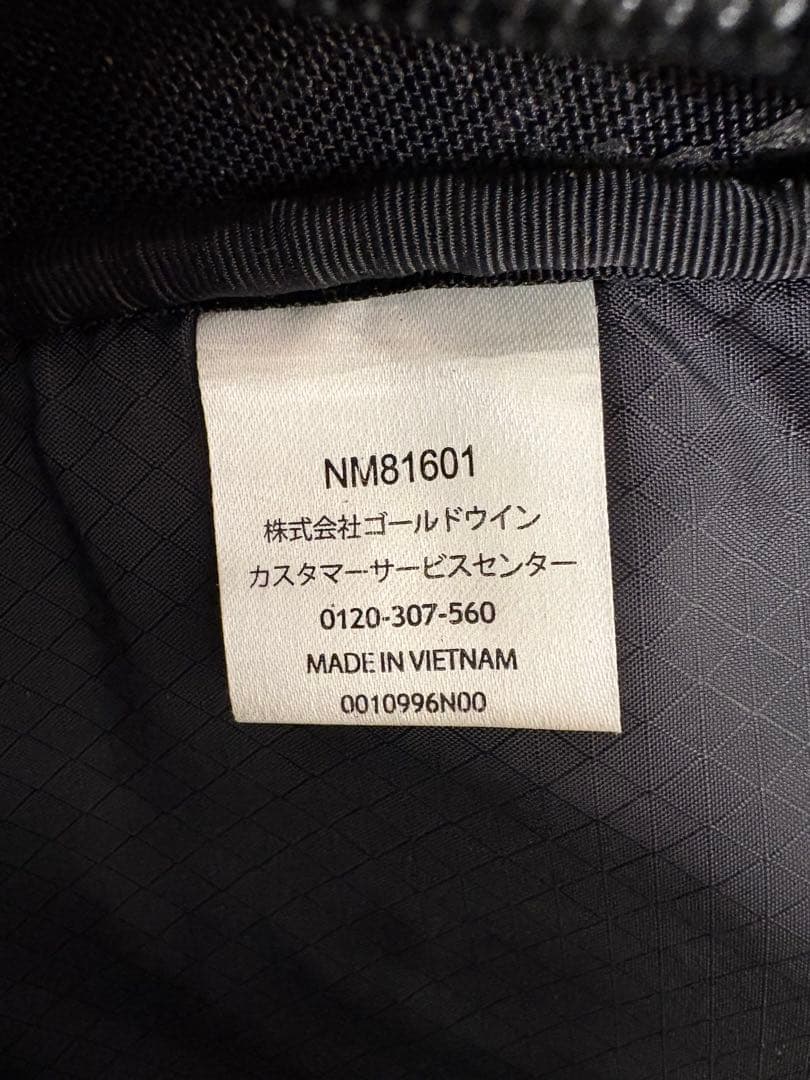 NM81601
株式会社ゴールドウイン
カスタマーサービスセンター
0120-307-560
MADE IN VIETNAM
0010996N00